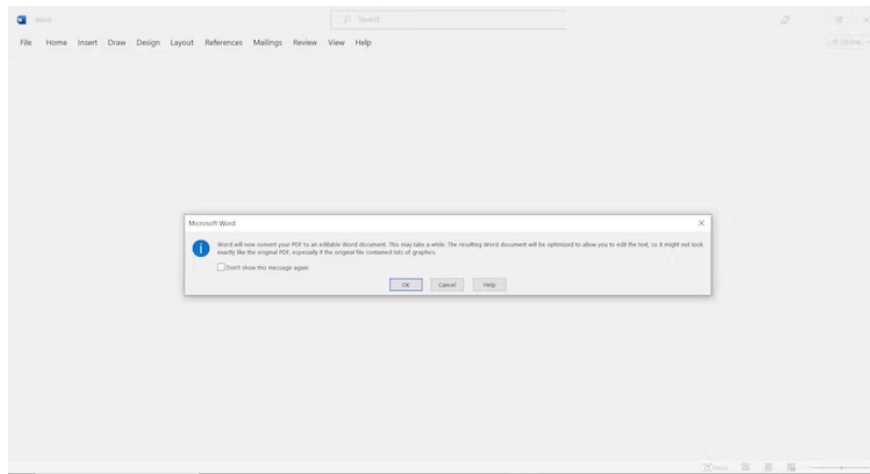 Word
Search
File Home Insert Draw Design Layout References Mailings Review View Help
Share
Microsoft Word
Word will now convert your PDF to an editable Word document. This may take a while. The resulting Word document will be optimized to allow you to edit the text, so it might not look
exactly like the original PDF, especially if the original file contained lots of graphics.
Don't show this message again
OK Cancel Help
Focus